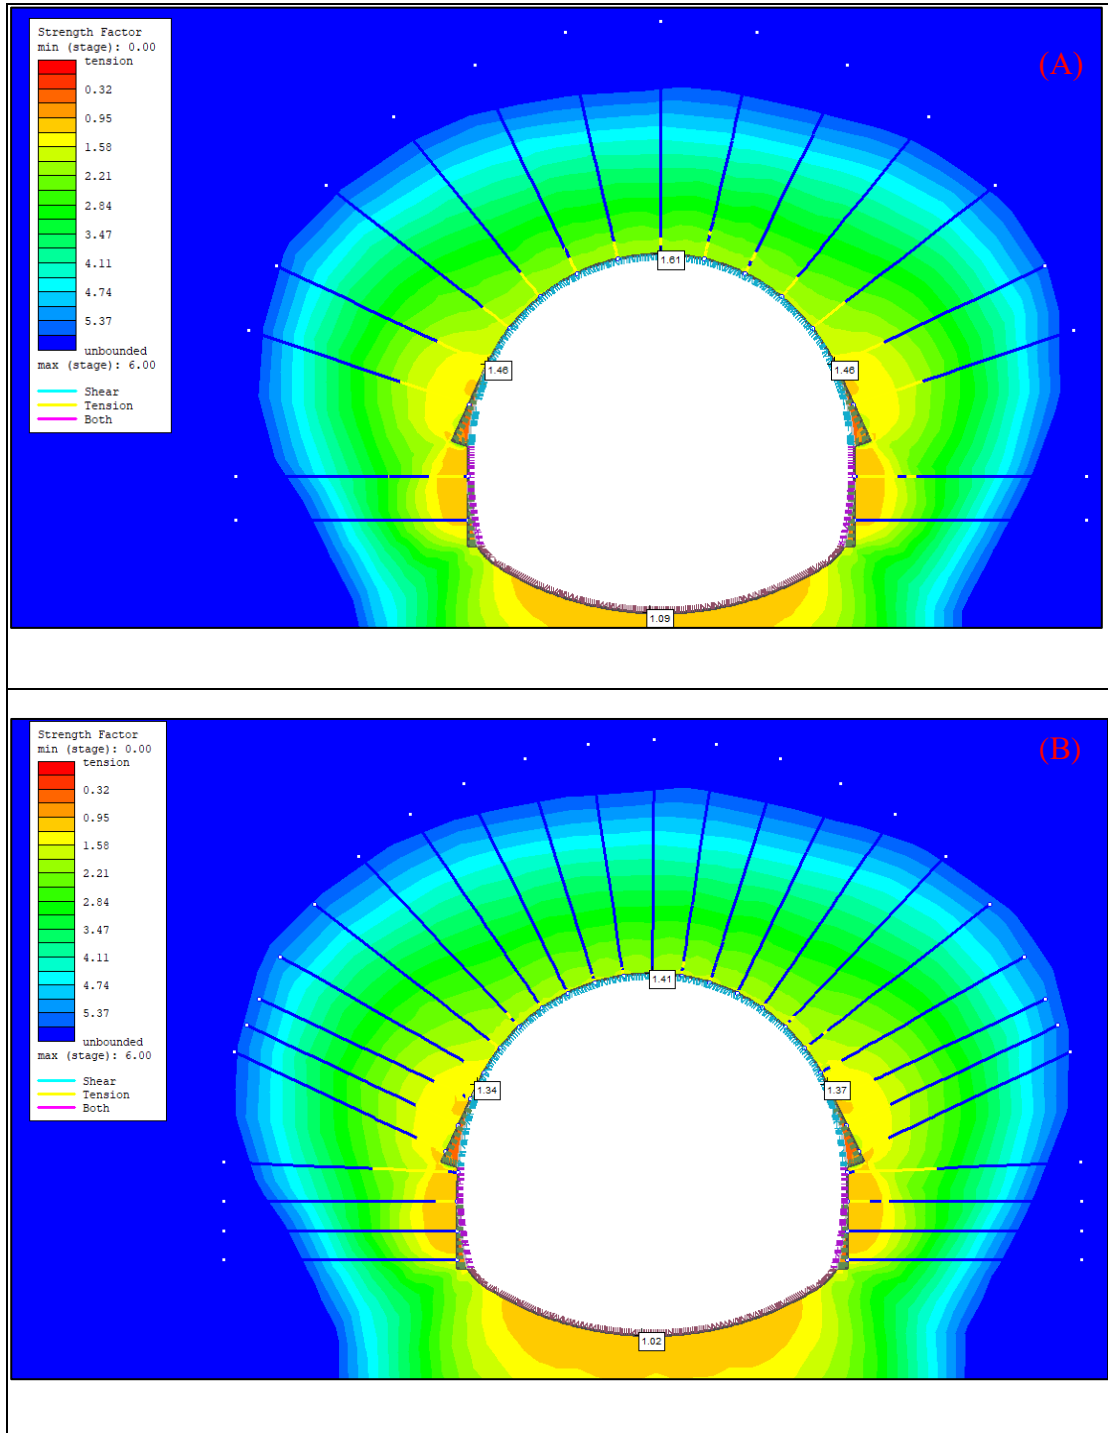 Strength Factor
min (stage): 0.00
tension
0.32
0.95
1.58
2.21
2.84
3.47
4.11
4.74
5.37
unbounded
max (stage): 6.00
Shear
Tension
Both
(A)
1.61
1.46
1.46
1.09
Strength Factor
min (stage): 0.00
tension
0.32
0.95
1.58
2.21
2.84
3.47
4.11
4.74
5.37
unbounded
max (stage): 6.00
Shear
Tension
Both
(B)
1.41
1.34
1.37
1.02